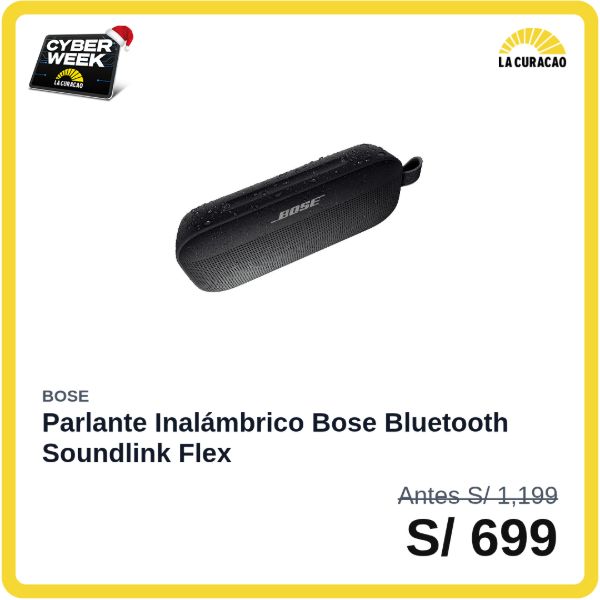 CYBER
WEEK
LA CURACAO
LA CURACAO
BOSE
BOSE
Parlante Inalámbrico Bose Bluetooth
Soundlink Flex
Antes S/ 1,199
S/ 699